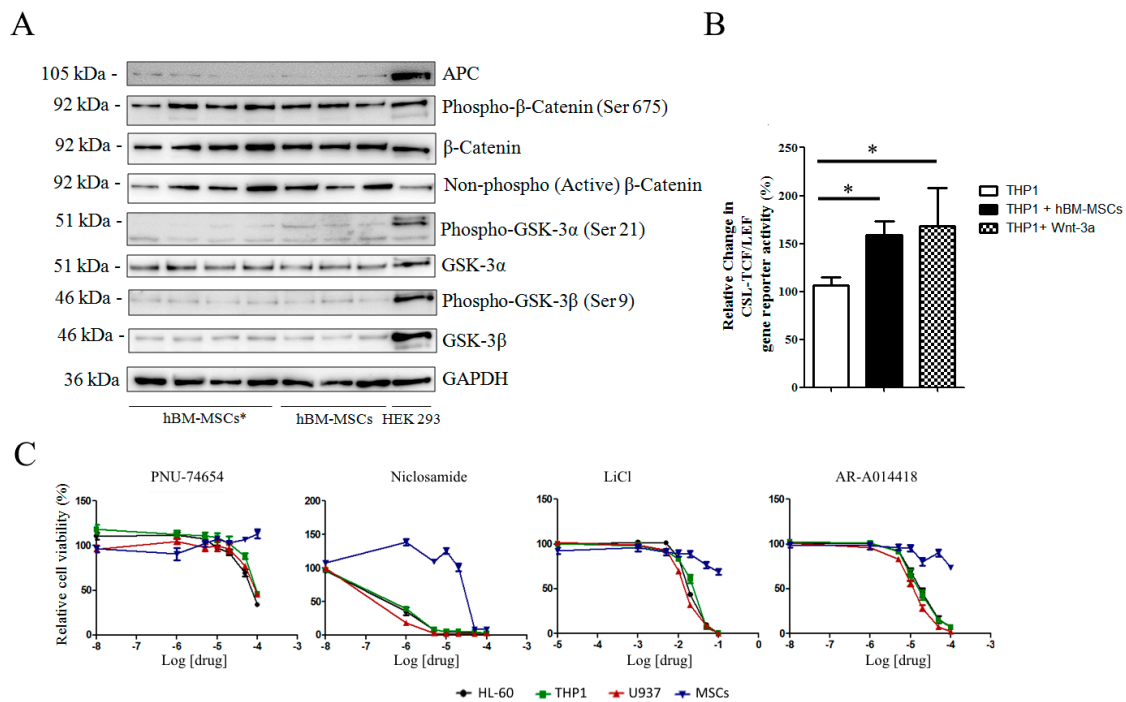 A
105 kDa - APC
92 kDa - Phospho-β-Catenin (Ser 675)
92 kDa - β-Catenin
92 kDa - Non-phospho (Active) β-Catenin
51 kDa - Phospho-GSK-3α (Ser 21)
51 kDa - GSK-3α
46 kDa - Phospho-GSK-3β (Ser 9)
46 kDa - GSK-3β
36 kDa GAPDH
hBM-MSCs* hBM-MSCs HEK 293
B
Relative Change in
CSL-TCF/LEF
gene reporter activity (%)
250
200
150
100
50
0
*
*
THP1
THP1 + hBM-MSCs
THP1+ Wnt-3a
C
PNU-74654
Relative cell viability (%)
150
100
50
0
-8 -7 -6 -5 -4 -3
Log [drug]
Niclosamide
200
150
100
50
0
-8 -7 -6 -5 -4 -3
Log [drug]
LiCl
150
100
50
0
-5 -4 -3 -2 -1 0
Log [drug]
AR-A014418
150
100
50
0
-8 -7 -6 -5 -4 -3
Log [drug]
HL-60 THP1 U937 MSCs